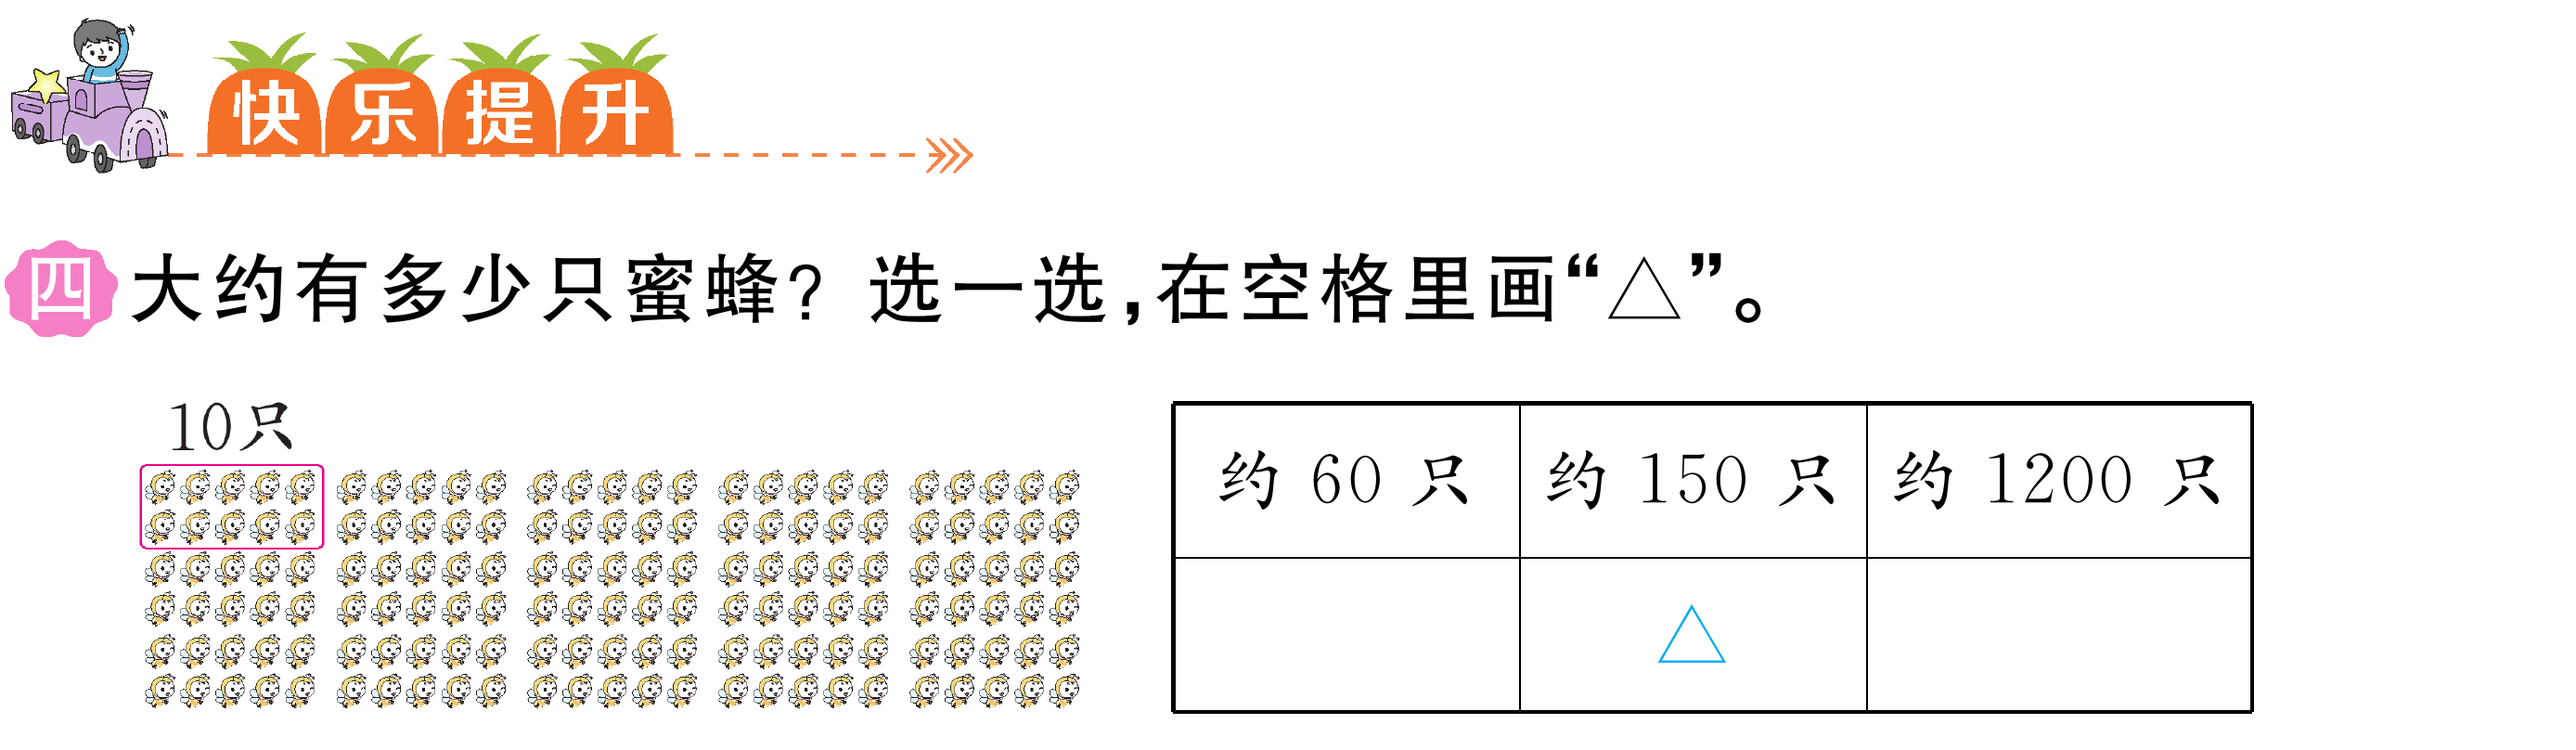 快乐提升
四 大约有多少只蜜蜂? 选一选,在空格里画“△”。
10只
约 60 只 约 150 只 约 1200 只
△